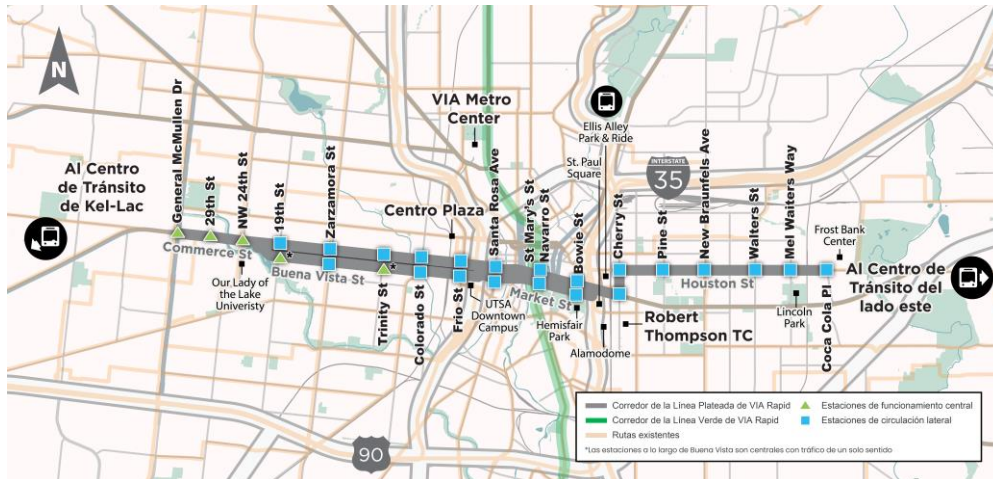 N
Al Centro
de Tránsito
de Kel-Lac
General McMullen Dr
29th St
NW 24th St
19th St
Zarzamora St
Trinity St
Colorado St
Frio St
Santa Rosa Ave
St Mary's St
Navarro St
Bowie St
Cherry St
Pine St
New Braunfels Ave
Walters St
Mel Waiters Way
Coca Cola Pl
VIA Metro
Center
Centro Plaza
Ellis Alley
Park & Ride
St. Paul
Square
INTERSTATE
35
Frost Bank
Center
Al Centro de
Tránsito del
lado este
Commerce St
Buena Vista St
Market St
Houston St
*
*
Our Lady of
the Lake
Univeristy
UTSA
Downtown
Campus
Hemisfair
Park
Alamodome
Robert
Thompson TC
Lincoln
Park
90
Corredor de la Línea Plateada de VIA Rapid
Estaciones de funcionamiento central
Corredor de la Línea Verde de VIA Rapid
Estaciones de circulación lateral
Rutas existentes
*Las estaciones a lo largo de Buena Vista son centrales con tráfico de un solo sentido